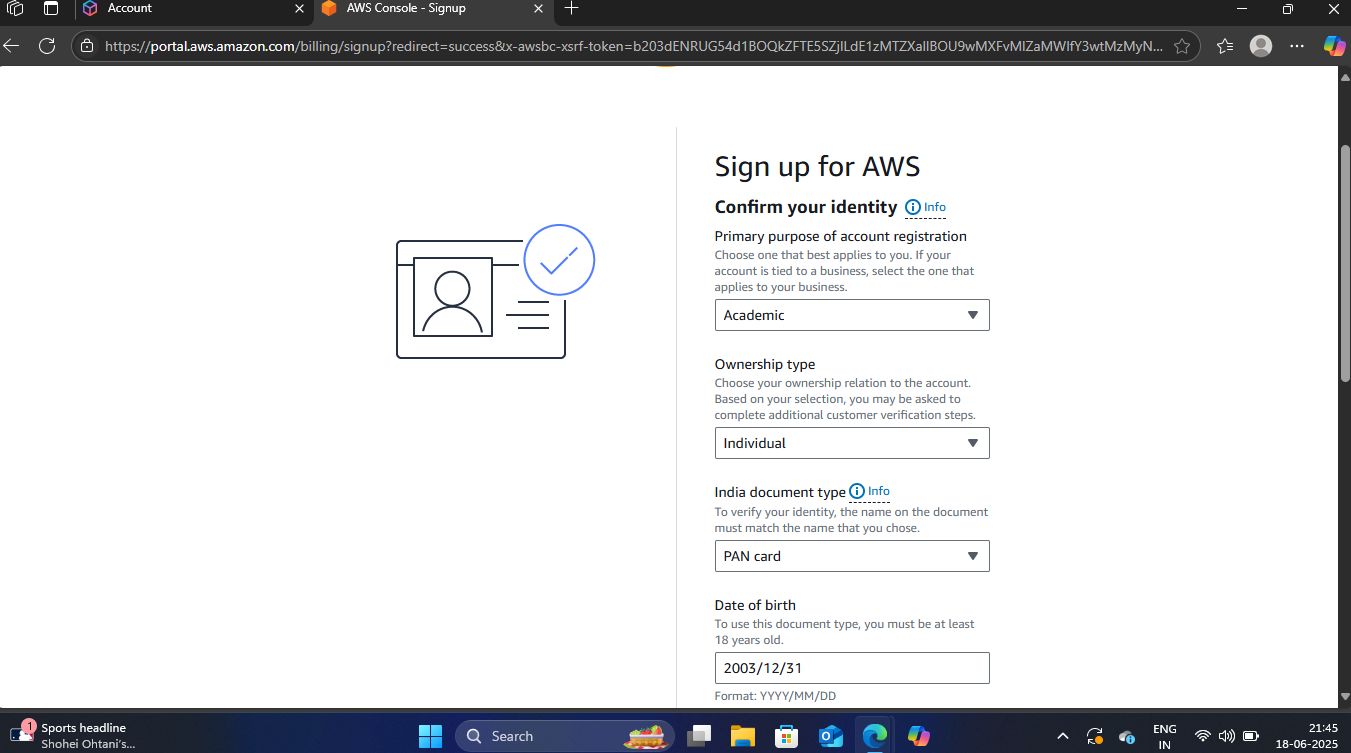 Account
AWS Console - Signup
https://portal.aws.amazon.com/billing/signup?redirect=success&x-awsbc-xsrf-token=b203dENRUG54d1BOQkZFTE5SZjlLdE1zMTZXallBOU9wMXFvMlZaMWlfY3wtMzMyN...
Sign up for AWS
Confirm your identity Info
Primary purpose of account registration
Choose one that best applies to you. If your
account is tied to a business, select the one that
applies to your business.
Academic
Ownership type
Choose your ownership relation to the account.
Based on your selection, you may be asked to
complete additional customer verification steps.
Individual
India document type Info
To verify your identity, the name on the document
must match the name that you chose.
PAN card
Date of birth
To use this document type, you must be at least
18 years old.
2003/12/31
Format: YYYY/MM/DD
1
Sports headline
Shohei Ohtani's...
Search
ENG
IN
21:45
18-06-2025